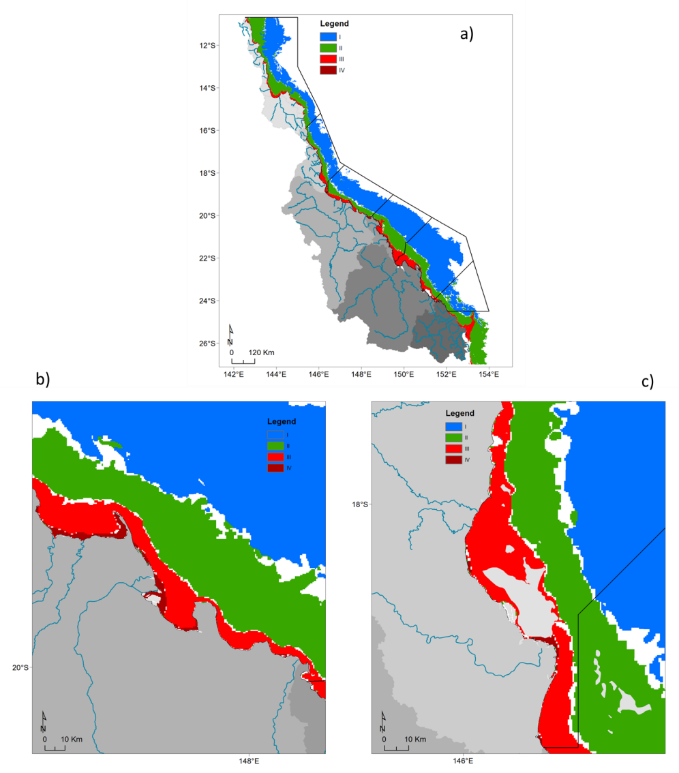 a)
Legend
I
II
III
IV
12°S
14°S
16°S
18°S
20°S
22°S
24°S
26°S
N
0 120 Km
142°E 144°E 146°E 148°E 150°E 152°E 154°E
b)
Legend
I
II
III
IV
20°S
N
0 10 Km
148°E
c)
Legend
I
II
III
IV
18°S
N
0 10 Km
146°E